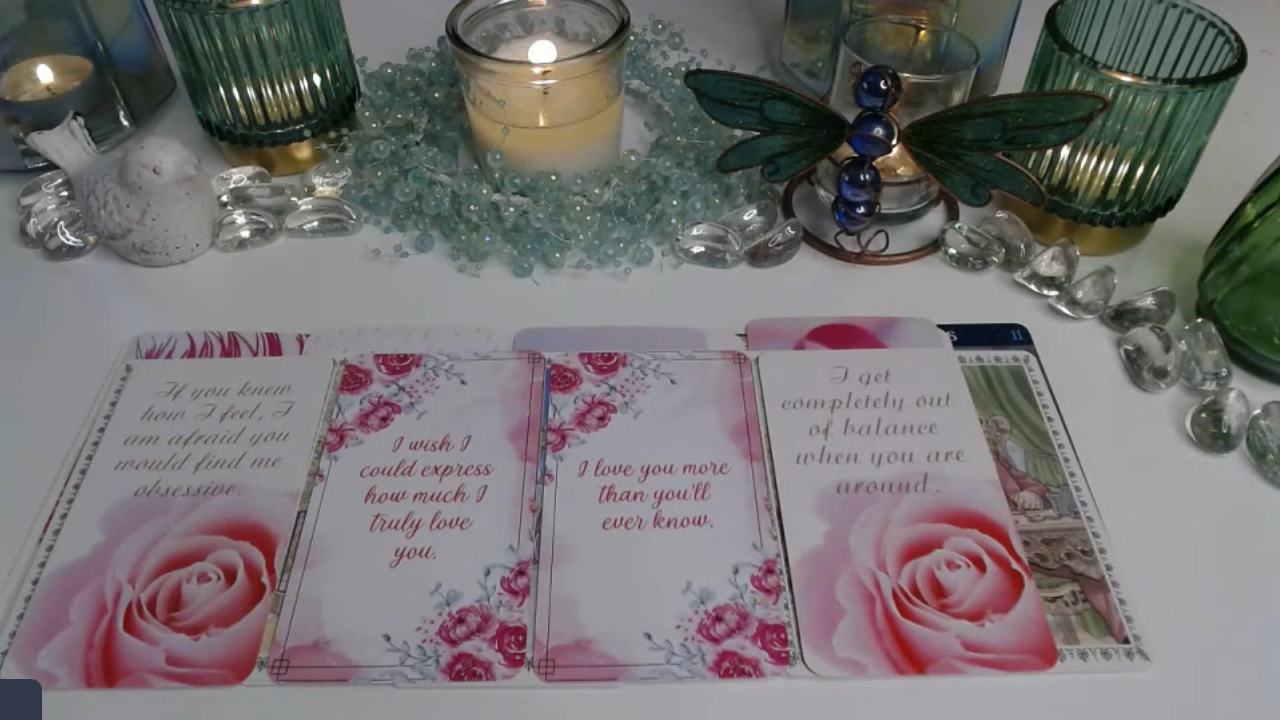 If you knew
how I feel, I
am afraid you
would find me
obsessive.
I wish I
could express
how much I
truly love
you.
I love you more
than you'll
ever know.
I get
completely out
of balance
when you are
around.
11